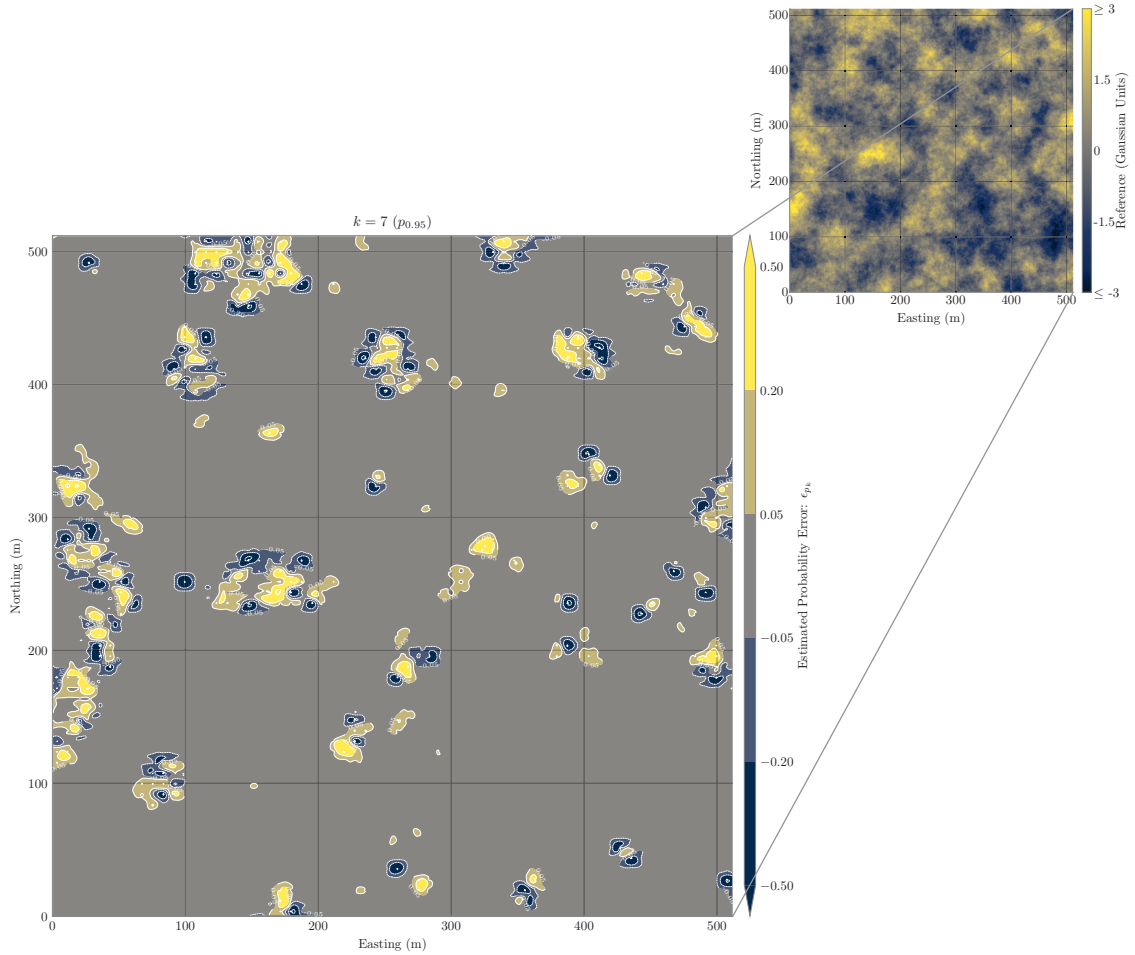 ≥ 3
1.5
0
-1.5
≤ -3
Reference (Gaussian Units)
500
400
300
200
100
0
Northing (m)
0 100 200 300 400 500
Easting (m)
k = 7 (p0.95)
500
400
300
200
100
0
Northing (m)
0 100 200 300 400 500
Easting (m)
0.50
0.20
0.05
−0.05
−0.20
−0.50
Estimated Probability Error: ϵpk